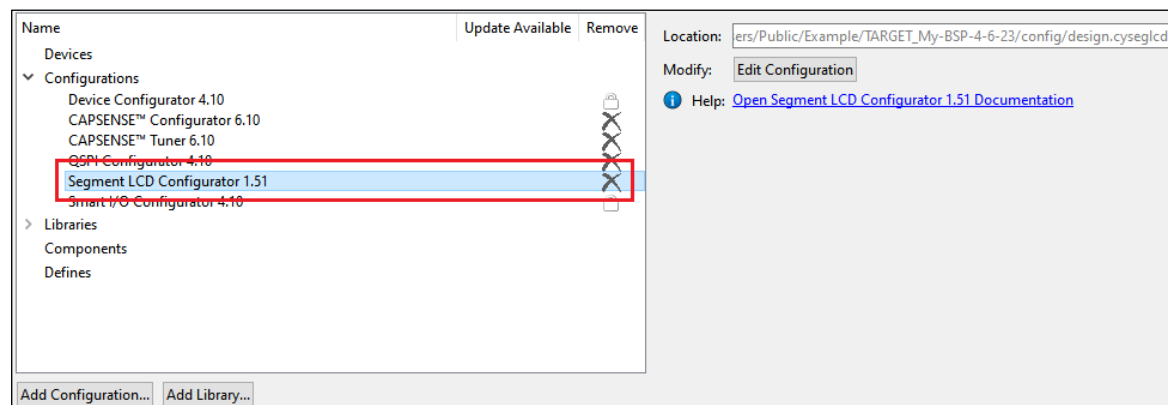 Name Update Available Remove
Devices
Configurations
Device Configurator 4.10
CAPSENSE™ Configurator 6.10
CAPSENSE™ Tuner 6.10
QSPI Configurator 4.10
Segment LCD Configurator 1.51
Smart I/O Configurator 4.10
Libraries
Components
Defines
Add Configuration... Add Library...
Location: ers/Public/Example/TARGET_My-BSP-4-6-23/config/design.cyseglcd
Modify: Edit Configuration
Help: Open Segment LCD Configurator 1.51 Documentation